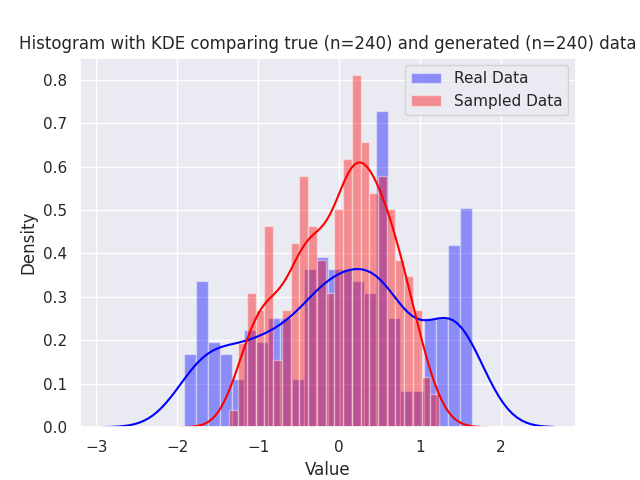 Histogram with KDE comparing true (n=240) and generated (n=240) data
Real Data
Sampled Data
Density
0.8
0.7
0.6
0.5
0.4
0.3
0.2
0.1
0.0
−3 −2 −1 0 1 2
Value